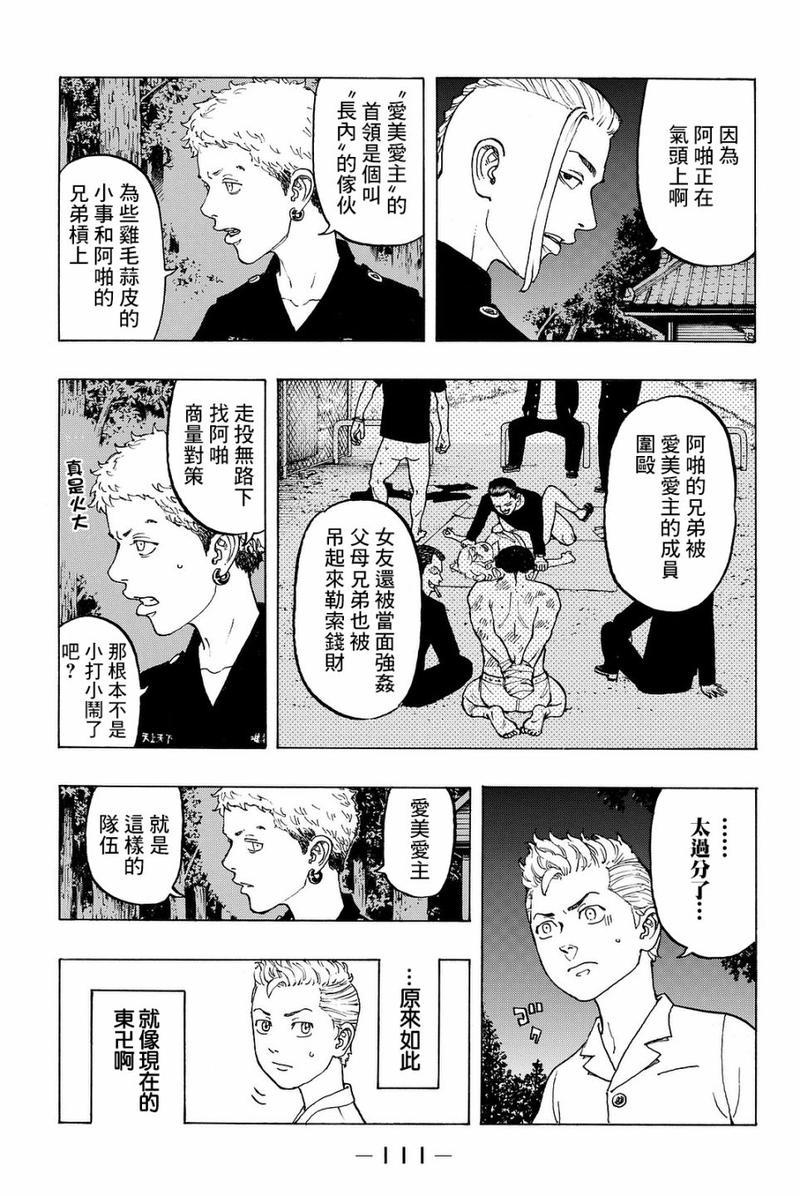 因為
阿啪正在
氣頭上啊
〝愛美愛主〞的
首領是個叫
〝長內〞的傢伙
為些雞毛蒜皮的
小事和阿啪的
兄弟槓上
阿啪的兄弟被
愛美愛主的成員
圍毆
女友還被當面強姦
父母兄弟也被
吊起來勒索錢財
走投無路下
找阿啪
商量對策
真是火大
那根本不是
小打小鬧了
吧?
天上天下
唯
……
太過分了…
ゴク
愛美愛主
就是
這樣的
隊伍
…原來如此
就像現在的
東卍啊
—111—